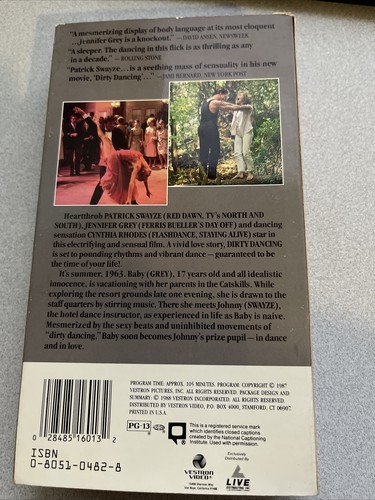 "A mesmerizing display of body language at its most eloquent
...Jennifer Grey is a knockout." — DAVID ANSEN, NEWSWEEK
"A sleeper. The dancing in this flick is as thrilling as any
in a decade." — ROLLING STONE
"Patrick Swayze... is a seething mass of sensuality in his new
movie, 'Dirty Dancing'..." — JAMI BERNARD, NEW YORK POST
Heartthrob PATRICK SWAYZE (RED DAWN, TV's NORTH AND
SOUTH), JENNIFER GREY (FERRIS BUELLER'S DAY OFF) and dancing
sensation CYNTHIA RHODES (FLASHDANCE, STAYING ALIVE) star in
this electrifying and sensual film. A vivid love story, DIRTY DANCING
is set to pounding rhythms and vibrant dance — guaranteed to be
the time of your life!.
It's summer, 1963. Baby (GREY), 17 years old and all idealistic
innocence, is vacationing with her parents in the Catskills. While
exploring the resort grounds late one evening, she is drawn to the
staff quarters by stirring music. There she meets Johnny (SWAYZE),
the hotel dance instructor, as experienced in life as Baby is naive.
Mesmerized by the sexy beats and uninhibited movements of
"dirty dancing," Baby soon becomes Johnny's prize pupil — in dance
and in love.
PROGRAM TIME: APPROX. 105 MINUTES. PROGRAM: COPYRIGHT © 1987
VESTRON PICTURES, INC. ALL RIGHTS RESERVED. PACKAGE DESIGN AND
SUMMARY: © 1988 VESTRON INCORPORATED. ALL RIGHTS RESERVED.
DISTRIBUTED BY VESTRON VIDEO, P.O. BOX 4000, STAMFORD, CT 06907.
PRINTED IN U.S.A.
PG-13
This is a registered service mark
which identifies closed captions
created by the National Captioning
Institute. Used with permission.
0 28485 16013 2
ISBN
0-8051-0482-8
VESTRON
VIDEO
Exclusively
Distributed By
LIVE